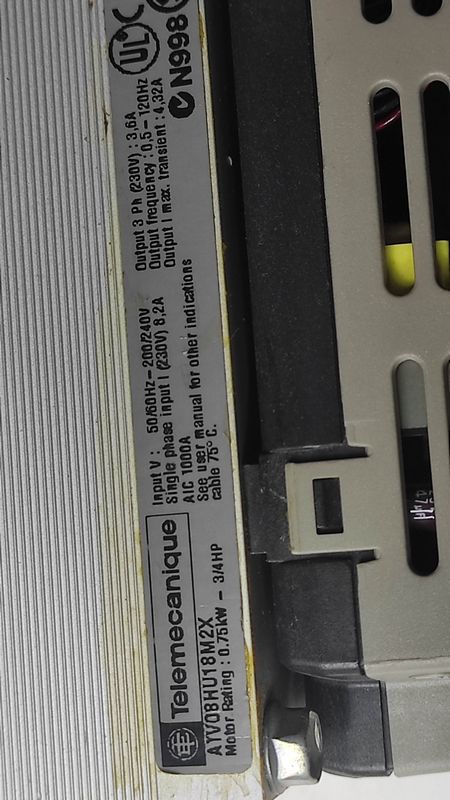 Telemecanique
ATV08HU18M2X
Motor Rating : 0.75kW - 3/4HP
Input V : 50/60Hz-200/240V
Single phase input I (230V) 8,2A
AIC 1000A
See user manual for other indications
cable 75° C.
Output 3 Ph (230V) : 3,6A
Output frequency : 0,5-120Hz
Output I max. transient : 4,32A
UL C
N998
47µF